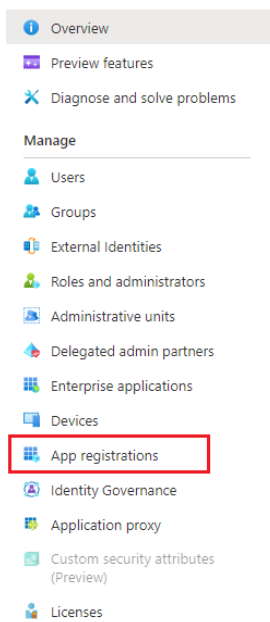 Overview
Preview features
Diagnose and solve problems
Manage
Users
Groups
External Identities
Roles and administrators
Administrative units
Delegated admin partners
Enterprise applications
Devices
App registrations
Identity Governance
Application proxy
Custom security attributes
(Preview)
Licenses